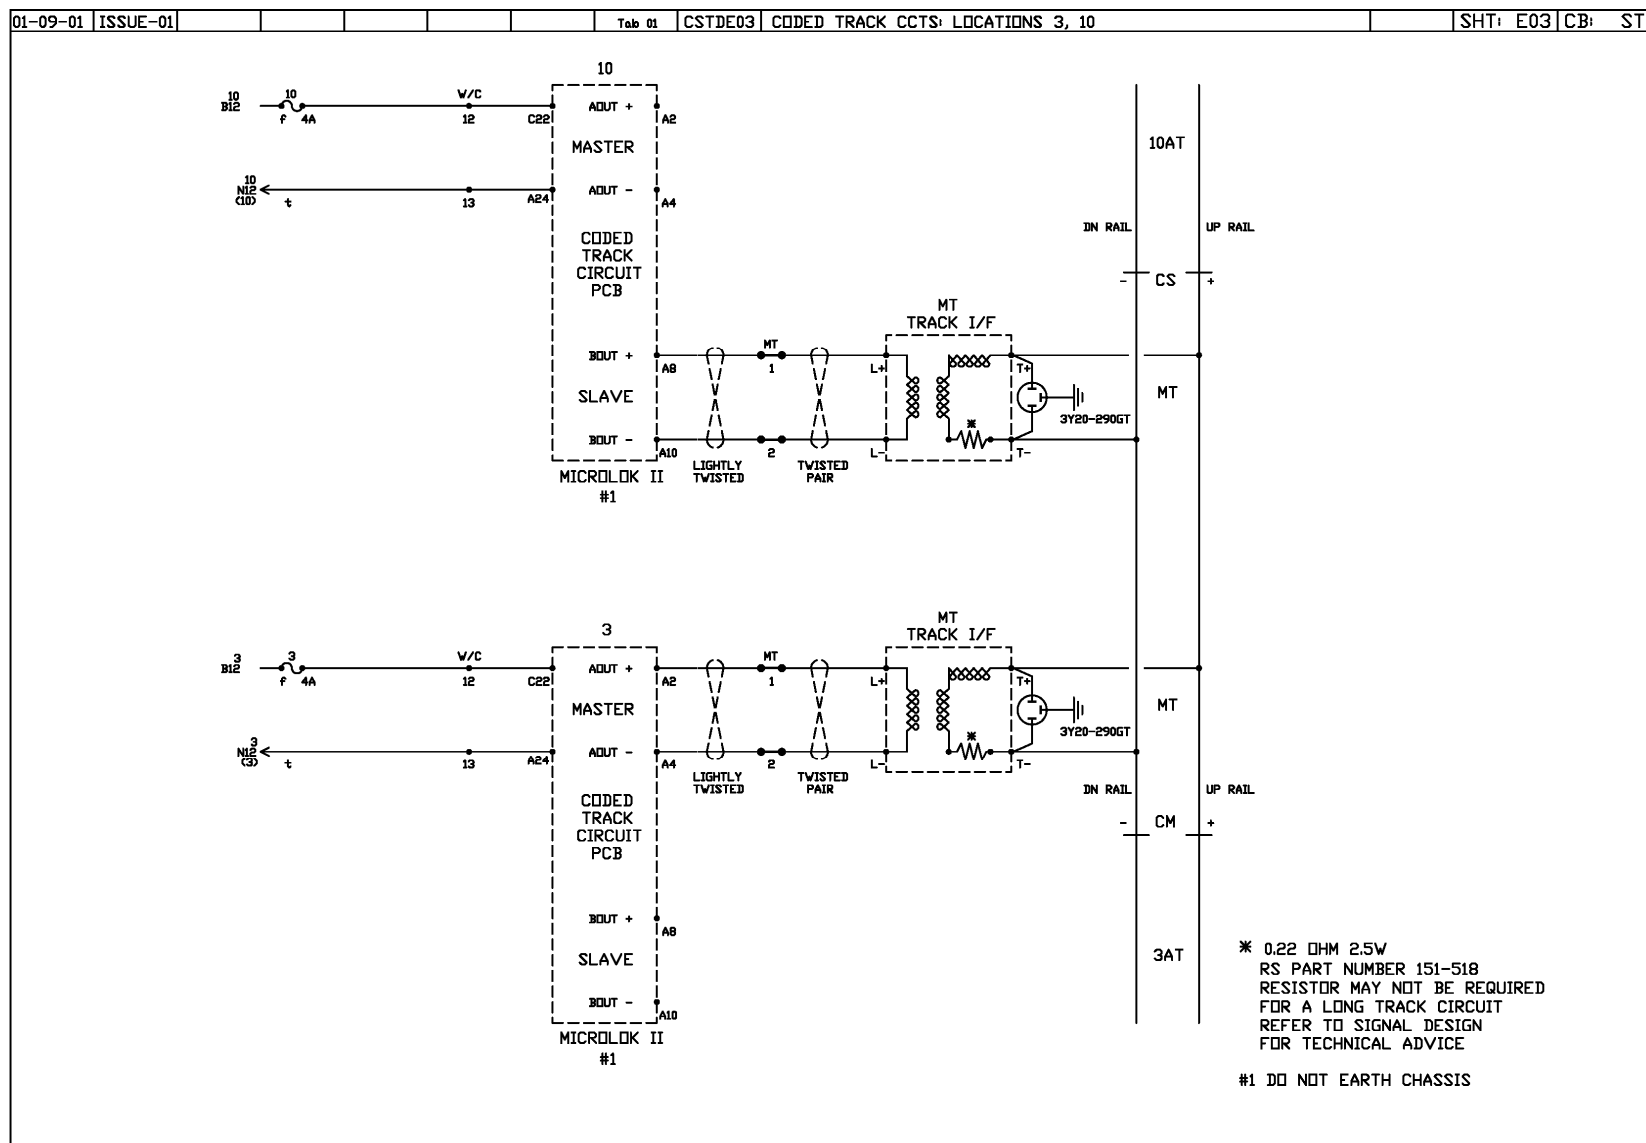 01-09-01 ISSUE-01 Tab 01 CSTDE03 CODED TRACK CCTS: LOCATIONS 3, 10 SHT: E03 CB: ST
10
10
B12
10
f 4A
W/C
12
C22
AOUT +
A2
MASTER
10
N12
(10)
t
13
A24
AOUT -
A4
CODED
TRACK
CIRCUIT
PCB
10AT
DN RAIL
UP RAIL
- CS +
MT
TRACK I/F
BOUT +
A8
MT
1
L+
T+
SLAVE
*
3Y20-290GT
MT
BOUT -
A10
LIGHTLY
TWISTED
2
TWISTED
PAIR
L-
T-
MICROLOK II
#1
3
MT
TRACK I/F
3
B12
3
f 4A
W/C
12
C22
AOUT +
A2
MT
1
L+
T+
MASTER
*
3Y20-290GT
MT
3
N12
(3)
t
13
A24
AOUT -
A4
LIGHTLY
TWISTED
2
TWISTED
PAIR
L-
T-
DN RAIL
UP RAIL
CODED
TRACK
CIRCUIT
PCB
- CM +
BOUT +
A8
SLAVE
3AT
BOUT -
A10
MICROLOK II
#1
* 0.22 OHM 2.5W
RS PART NUMBER 151-518
RESISTOR MAY NOT BE REQUIRED
FOR A LONG TRACK CIRCUIT
REFER TO SIGNAL DESIGN
FOR TECHNICAL ADVICE
#1 DO NOT EARTH CHASSIS